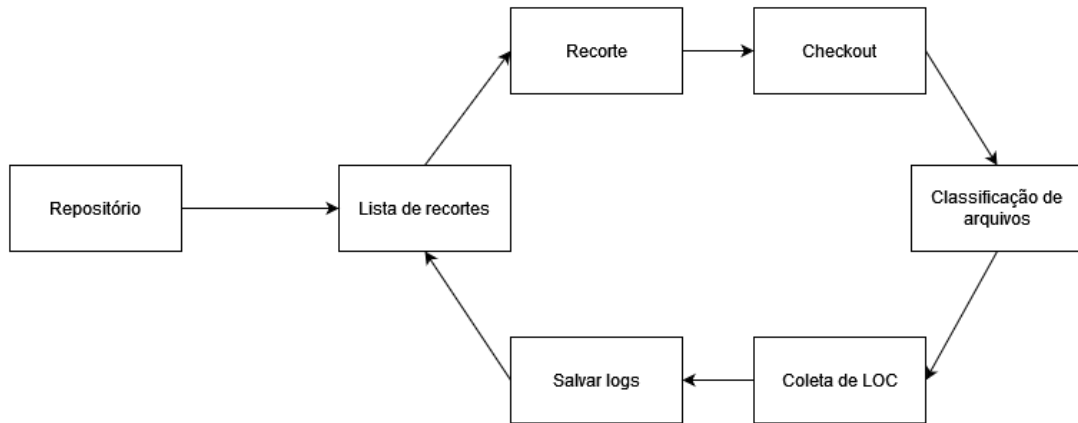 Recorte
Checkout
Repositório
Lista de recortes
Classificação de
arquivos
Salvar logs
Coleta de LOC